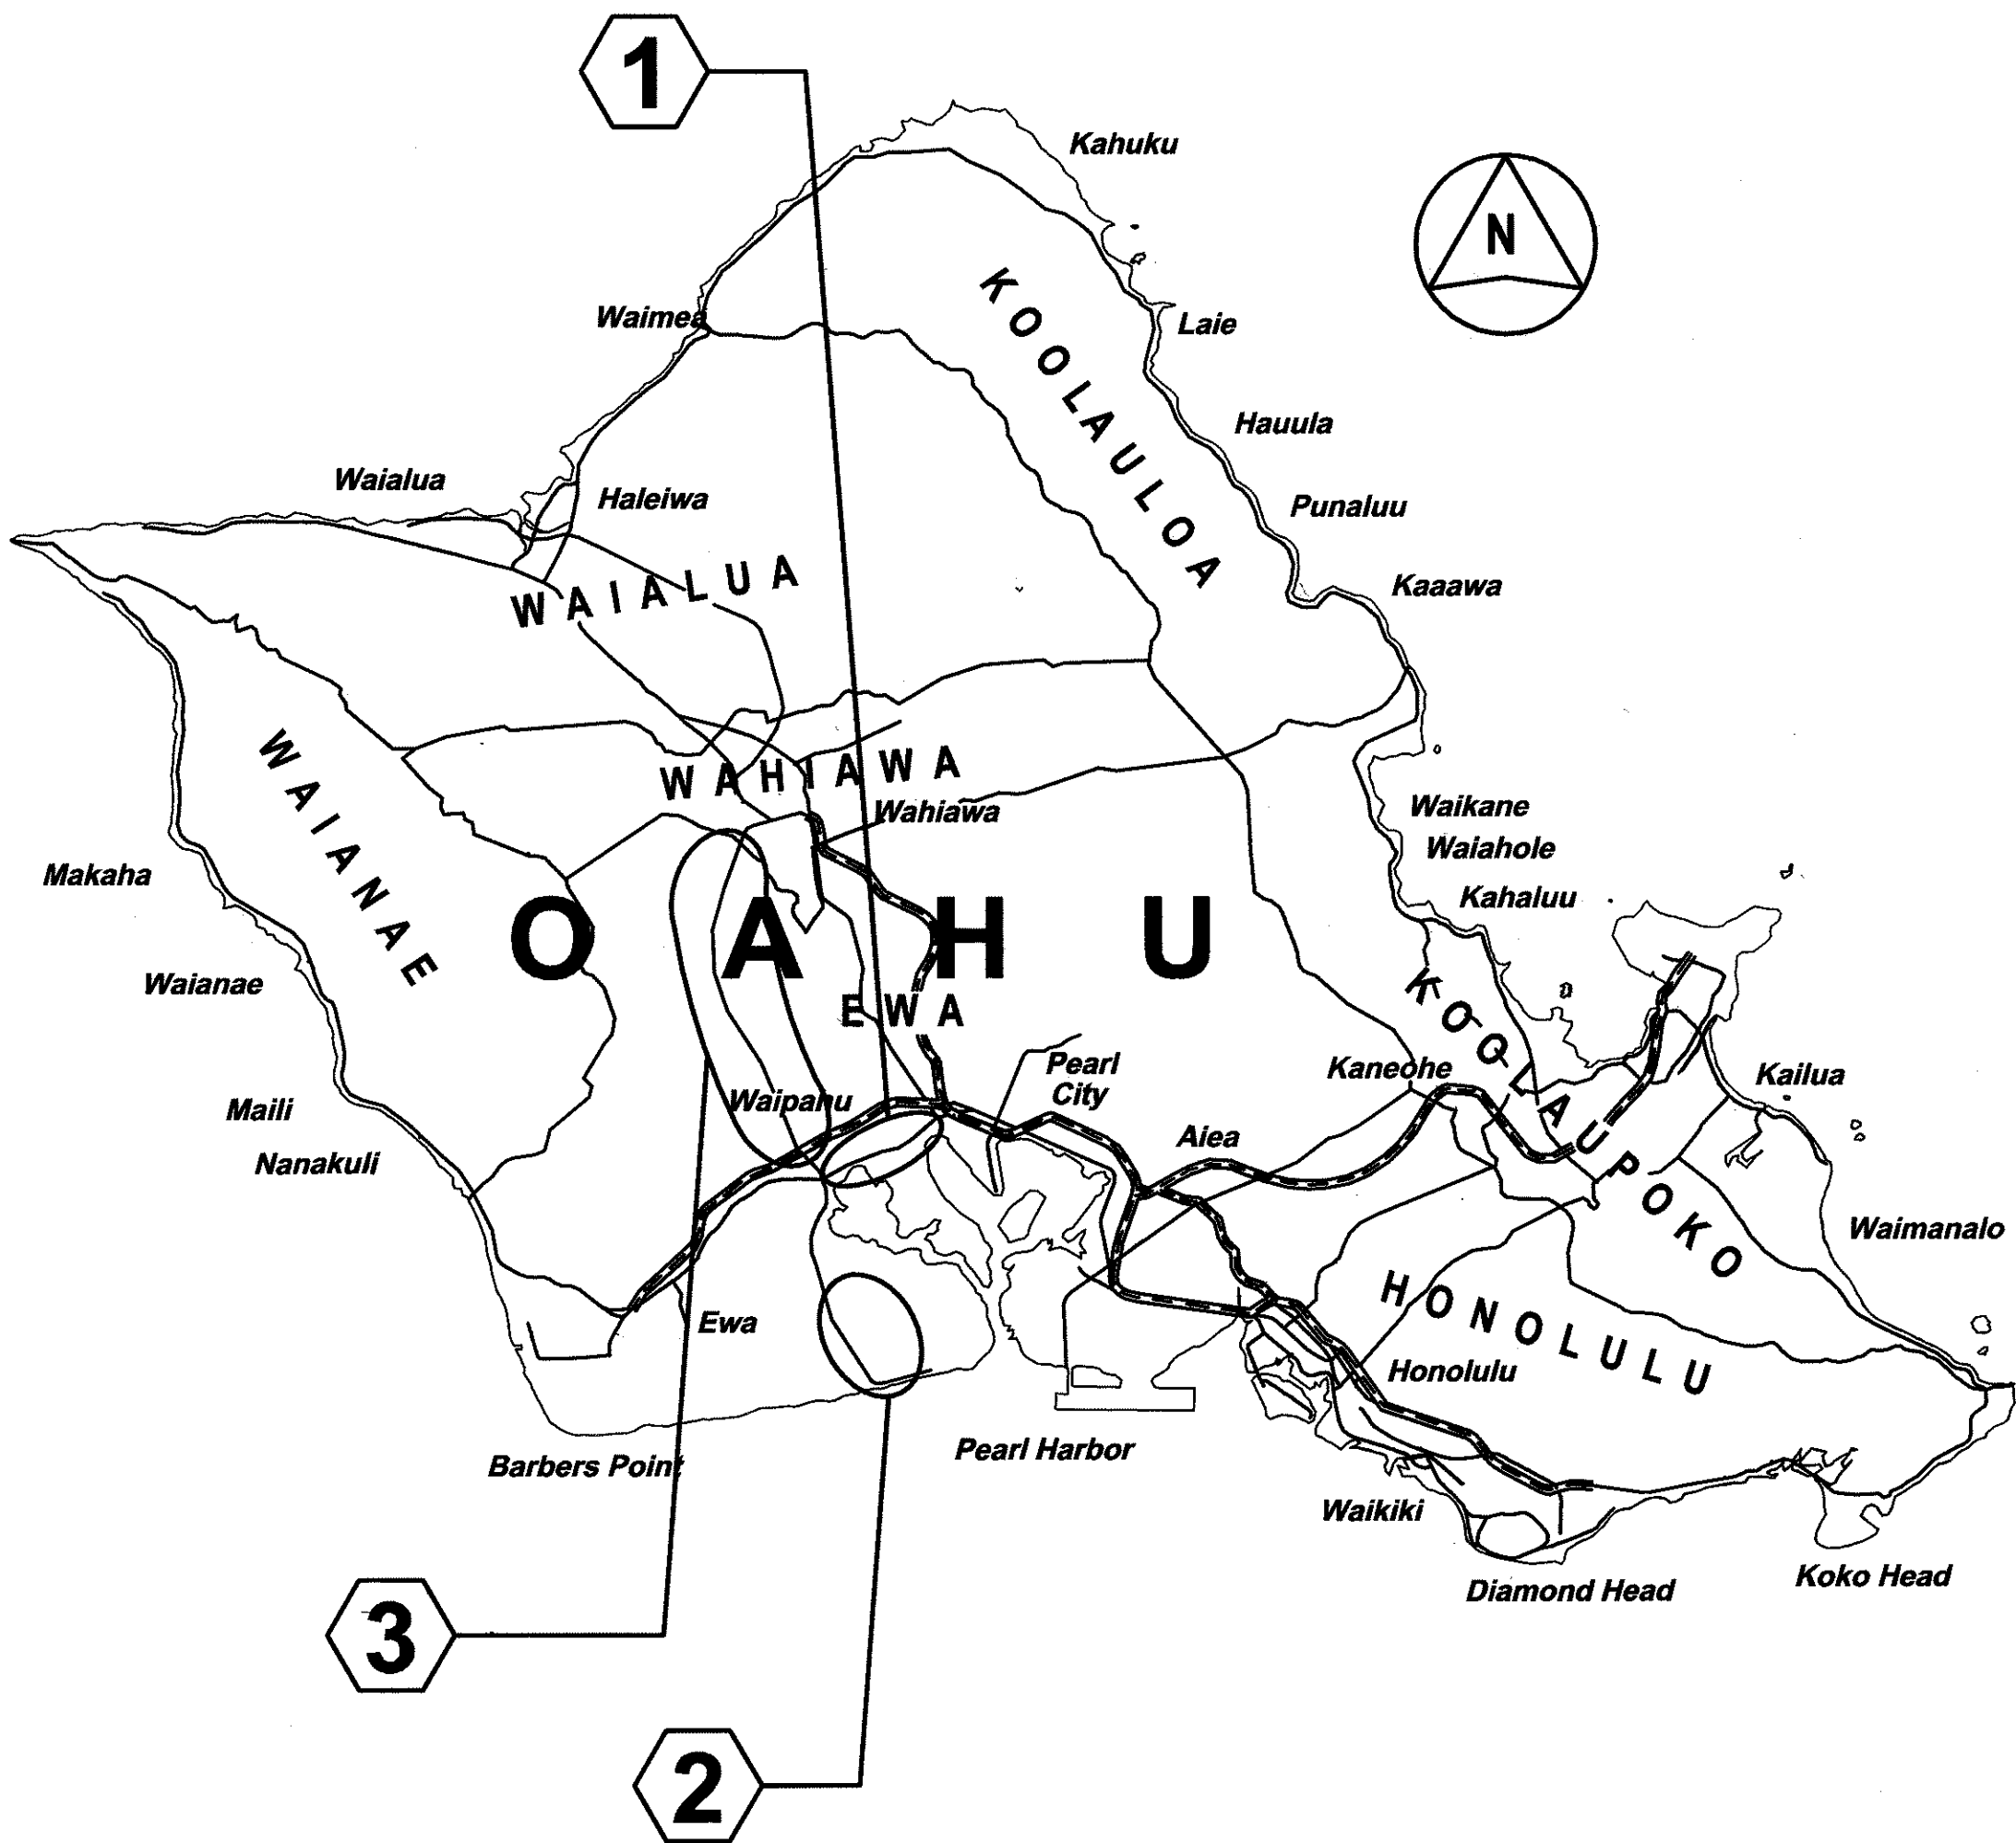 1
Kahuku
N
Waimea
Laie
KOOLAULOA
Hauula
Waialua
Haleiwa
Punaluu
WAIALUA
Kaaawa
WAHIAWA
Wahiawa
WAIANAE
Waikane
Waiahole
Makaha
Kahaluu
OAHU
Waianae
EWA
KOOLAUPOKO
Pearl
City
Kaneohe
Kailua
Waipahu
Maili
Aiea
Nanakuli
Waimanalo
HONOLULU
Ewa
Honolulu
Barbers Point
Pearl Harbor
Waikiki
Diamond Head
Koko Head
3
2